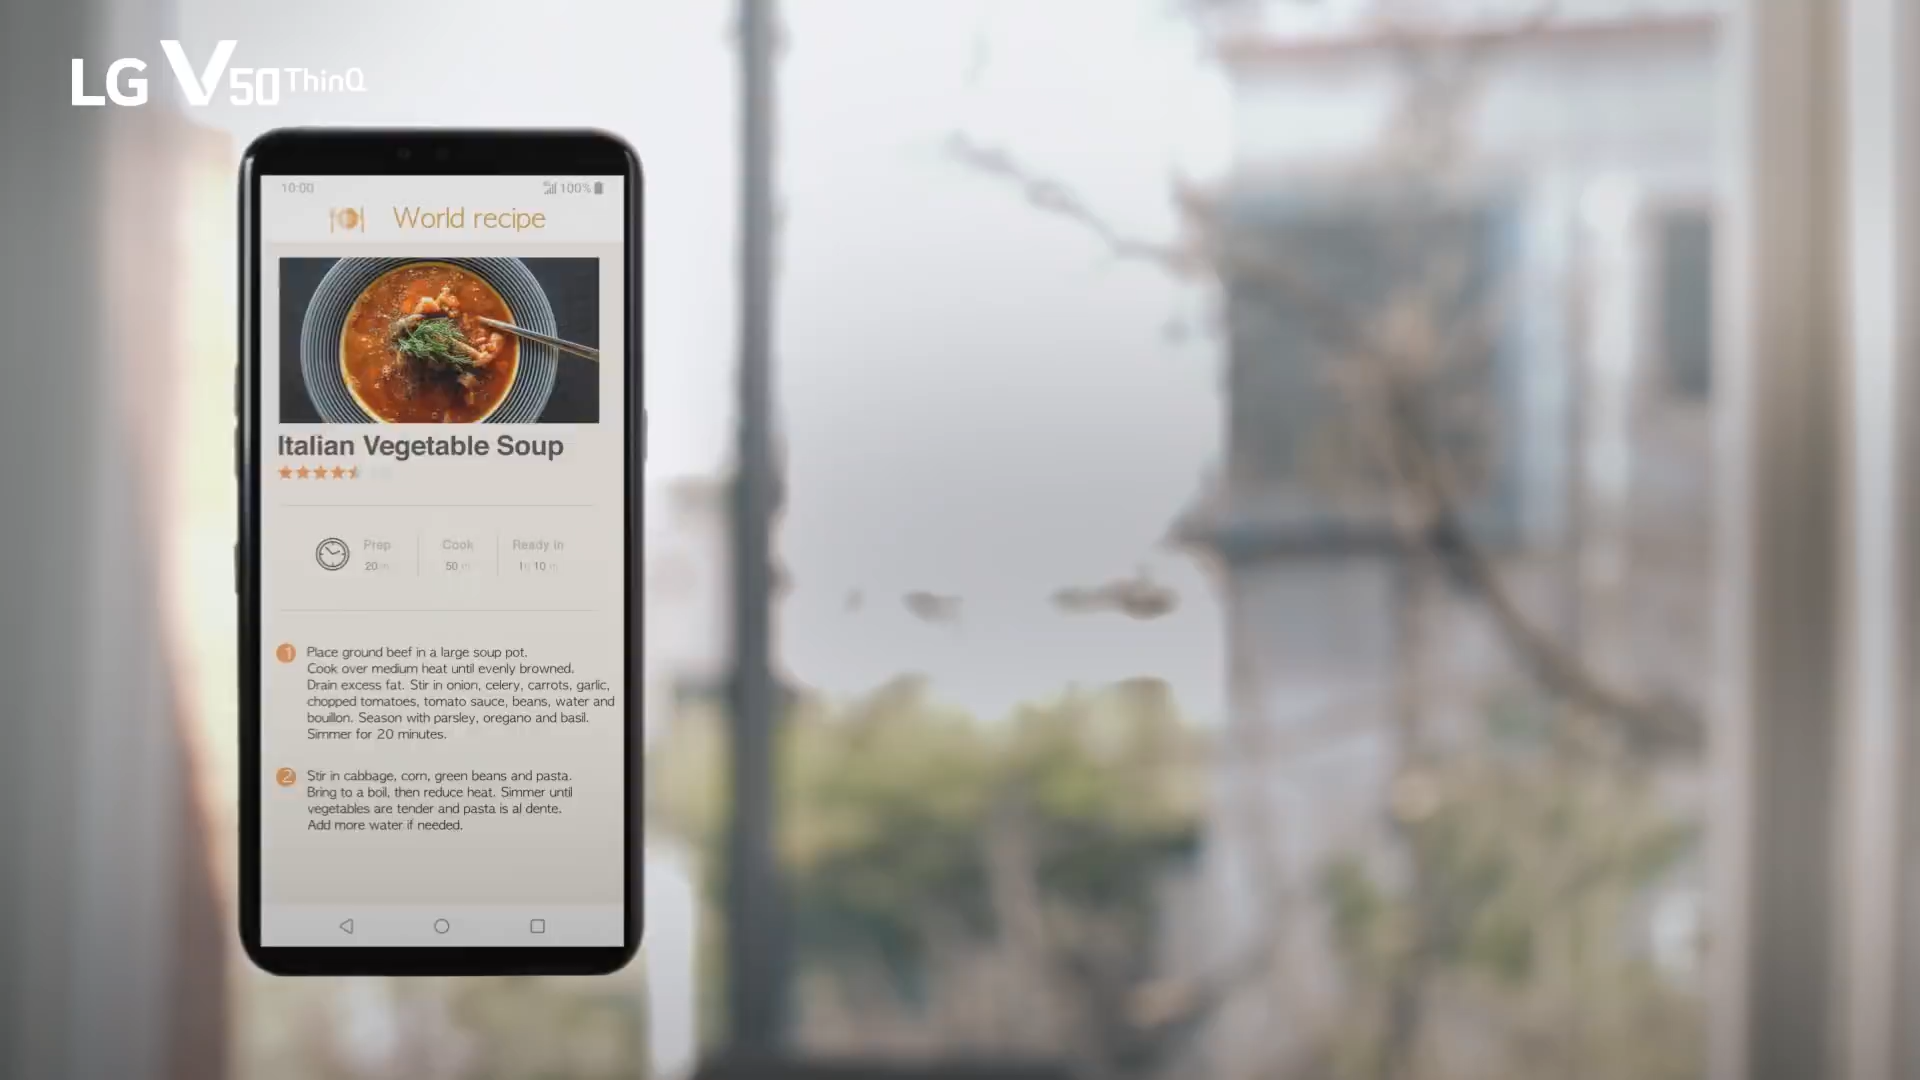 LG V50 ThinQ
10:00
100%
World recipe
Italian Vegetable Soup
Prep Cook Ready In
20 m 50 m 1h 10 m
1 Place ground beef in a large soup pot.
Cook over medium heat until evenly browned.
Drain excess fat. Stir in onion, celery, carrots, garlic,
chopped tomatoes, tomato sauce, beans, water and
bouillon. Season with parsley, oregano and basil.
Simmer for 20 minutes.
2 Stir in cabbage, corn, green beans and pasta.
Bring to a boil, then reduce heat. Simmer until
vegetables are tender and pasta is al dente.
Add more water if needed.